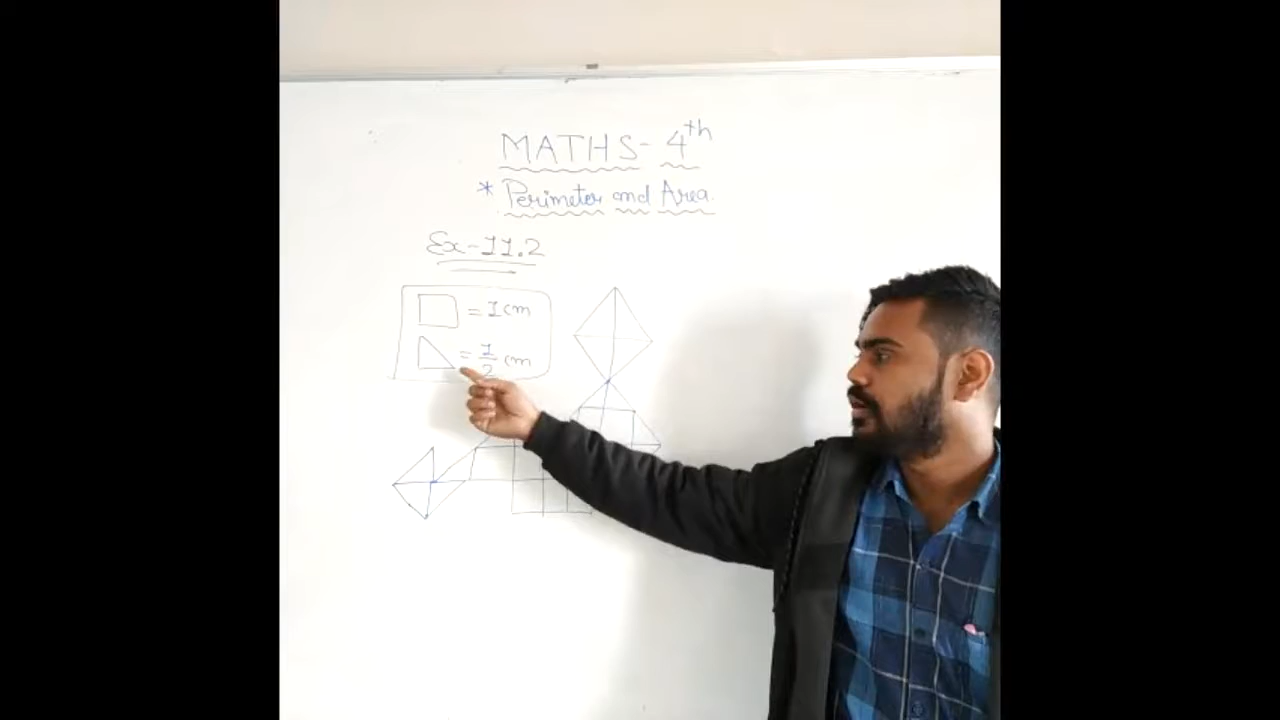 MATHS- 4th
* Perimeter and Area.
Ex-11.2
= 1 cm
= 1/2 cm